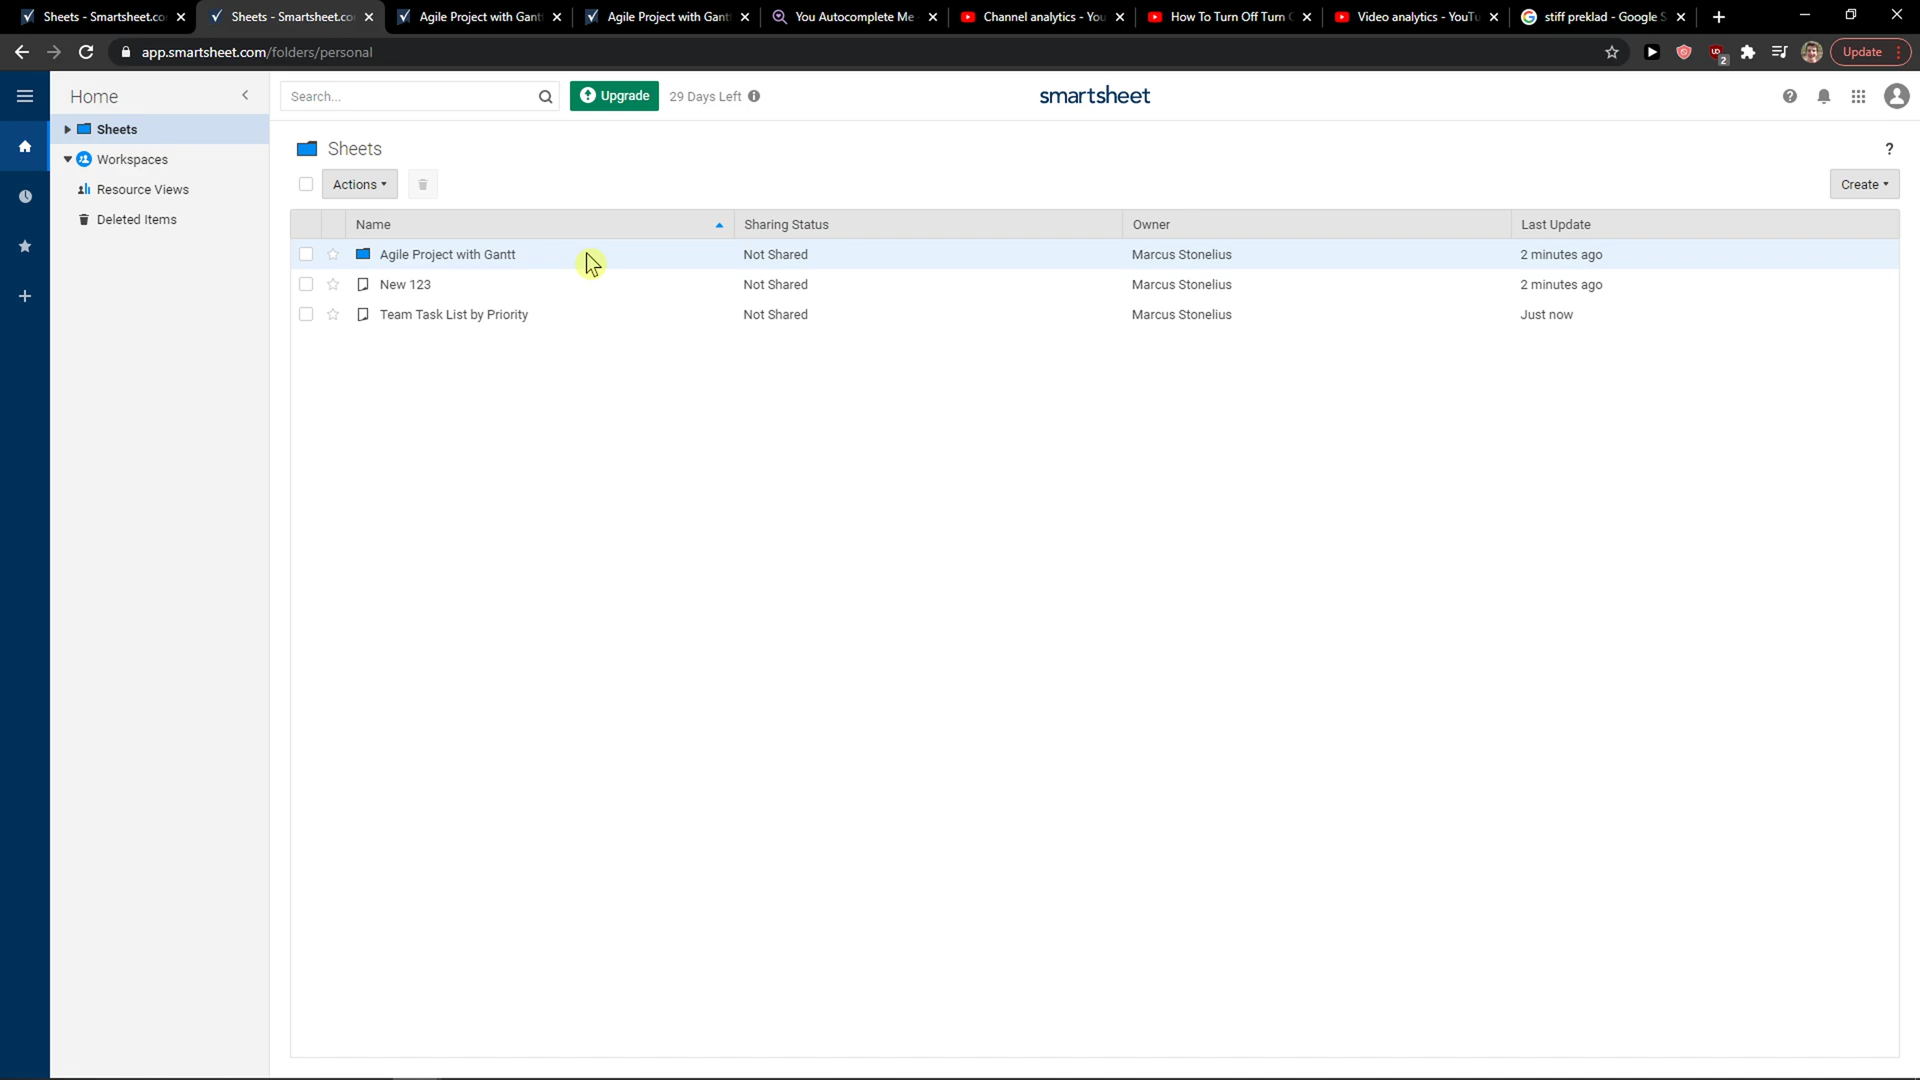 Sheets - Smartsheet.co
Sheets - Smartsheet.co
Agile Project with Gant
Agile Project with Gant
You Autocomplete Me
Channel analytics - You
How To Turn Off Turn
Video analytics - YouTu
stiff preklad - Google S
app.smartsheet.com/folders/personal
2
Update
Home
Search...
Upgrade
29 Days Left
smartsheet
Sheets
Workspaces
Resource Views
Deleted Items
Sheets
?
Actions
Create
Name
Sharing Status
Owner
Last Update
Agile Project with Gantt
Not Shared
Marcus Stonelius
2 minutes ago
New 123
Not Shared
Marcus Stonelius
2 minutes ago
Team Task List by Priority
Not Shared
Marcus Stonelius
Just now